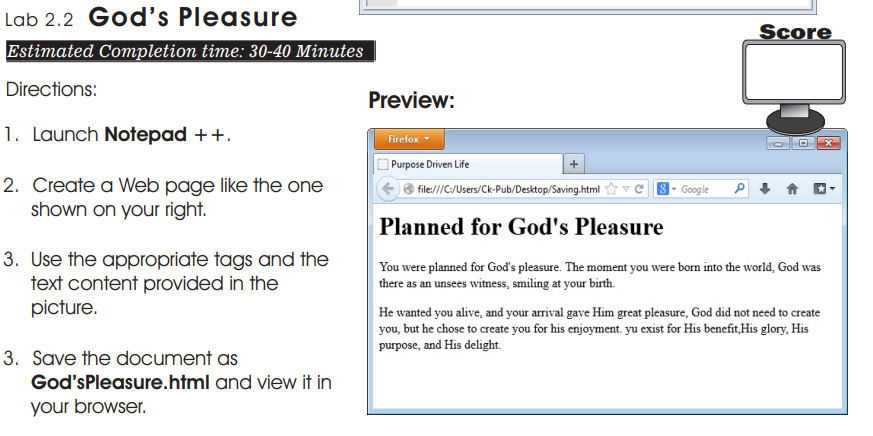 Lab 2.2 God's Pleasure
Estimated Completion time: 30-40 Minutes
Directions:
1. Launch Notepad ++.
2. Create a Web page like the one
shown on your right.
3. Use the appropriate tags and the
text content provided in the
picture.
3. Save the document as
God'sPleasure.html and view it in
your browser.
Score
Preview:
Firefox
Purpose Driven Life
file:///C:/Users/Ck-Pub/Desktop/Saving.html
8
Google
Planned for God's Pleasure
You were planned for God's pleasure. The moment you were born into the world, God was
there as an unsees witness, smiling at your birth.
He wanted you alive, and your arrival gave Him great pleasure, God did not need to create
you, but he chose to create you for his enjoyment. yu exist for His benefit,His glory, His
purpose, and His delight.